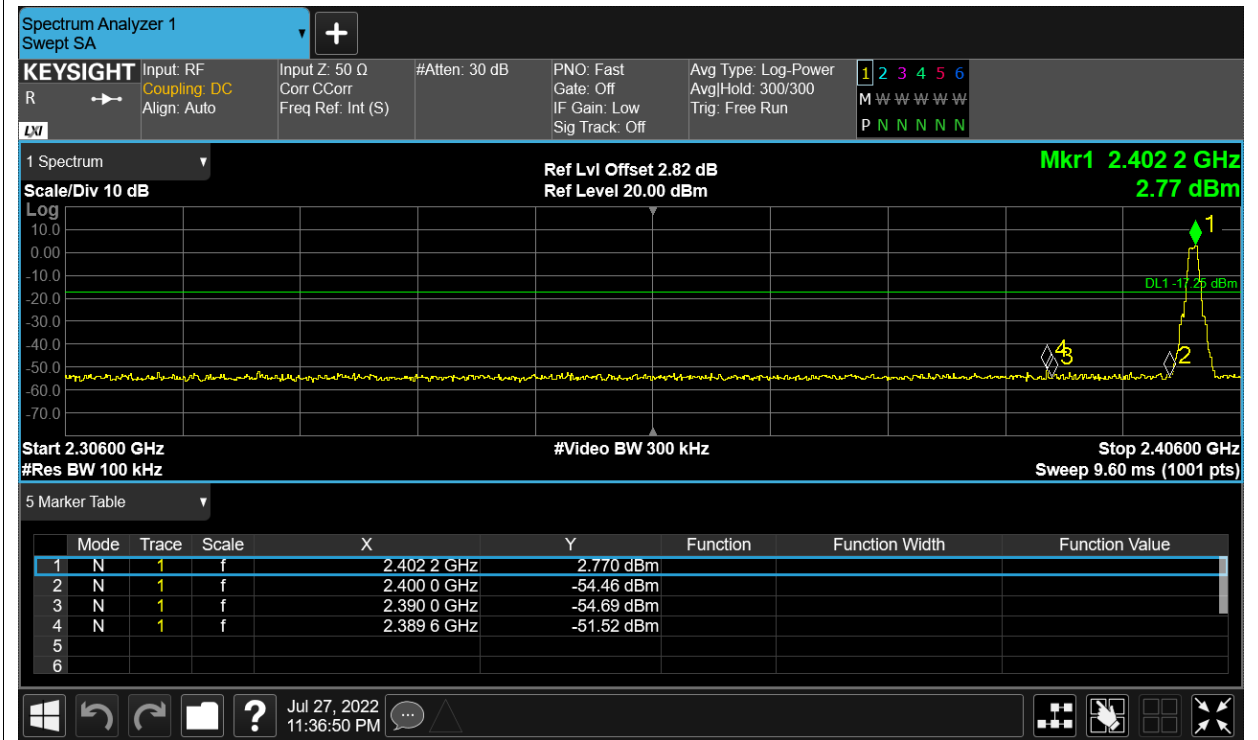 Spectrum Analyzer 1
Swept SA
+
KEYSIGHT Input: RF Input Z: 50 Ω #Atten: 30 dB PNO: Fast Avg Type: Log-Power 1 2 3 4 5 6
R Coupling: DC Corr CCorr Gate: Off Avg|Hold: 300/300 M W W W W W
Align: Auto Freq Ref: Int (S) IF Gain: Low Trig: Free Run
LXI Sig Track: Off P N N N N N N
1 Spectrum Ref Lvl Offset 2.82 dB Mkr1 2.402 2 GHz
Scale/Div 10 dB Ref Level 20.00 dBm 2.77 dBm
Log
1
10.0
0.00
-10.0
DL1 -17.25 dBm
-20.0
-30.0
-40.0
4 3 2
-50.0
-60.0
-70.0
Start 2.30600 GHz #Video BW 300 kHz Stop 2.40600 GHz
#Res BW 100 kHz Sweep 9.60 ms (1001 pts)
5 Marker Table
Mode Trace Scale X Y Function Function Width Function Value
1 N 1 f 2.402 2 GHz 2.770 dBm
2 N 1 f 2.400 0 GHz -54.46 dBm
3 N 1 f 2.390 0 GHz -54.69 dBm
4 N 1 f 2.389 6 GHz -51.52 dBm
5
6
? Jul 27, 2022
11:36:50 PM